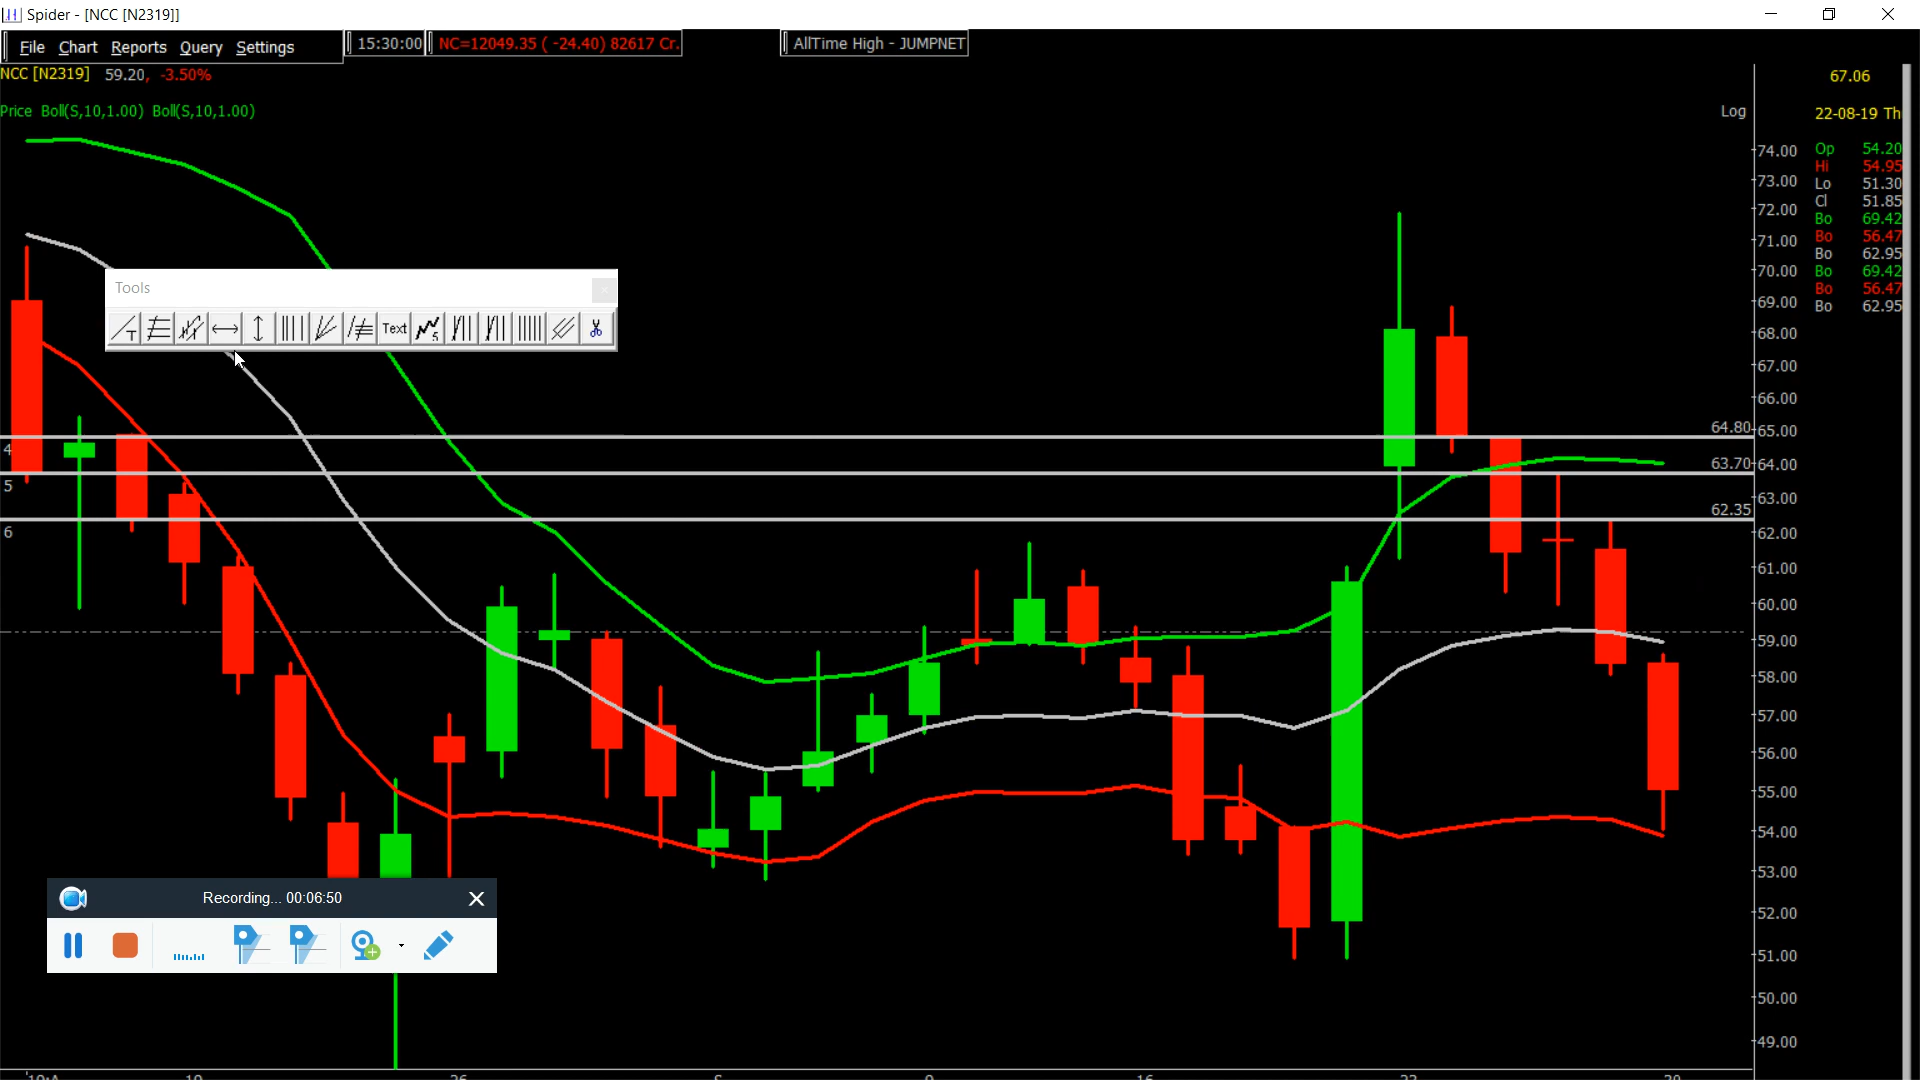 Spider - [NCC [N2319]]
File Chart Reports Query Settings
15:30:00
NC=12049.35 ( -24.40) 82617 Cr.
AllTime High - JUMPNET
NCC [N2319] 59.20, -3.50%
67.06
Price Boll(S,10,1.00) Boll(S,10,1.00)
Log
22-08-19 Th
Op 54.20
Hi 54.95
Lo 51.30
Cl 51.85
Bo 69.42
Bo 56.47
Bo 62.95
Bo 69.42
Bo 56.47
Bo 62.95
74.00
73.00
72.00
71.00
70.00
69.00
68.00
67.00
66.00
65.00
64.00
63.00
62.00
61.00
60.00
59.00
58.00
57.00
56.00
55.00
54.00
53.00
52.00
51.00
50.00
49.00
Tools
Text
5
64.80
4
63.70
5
62.35
6
Recording... 00:06:50